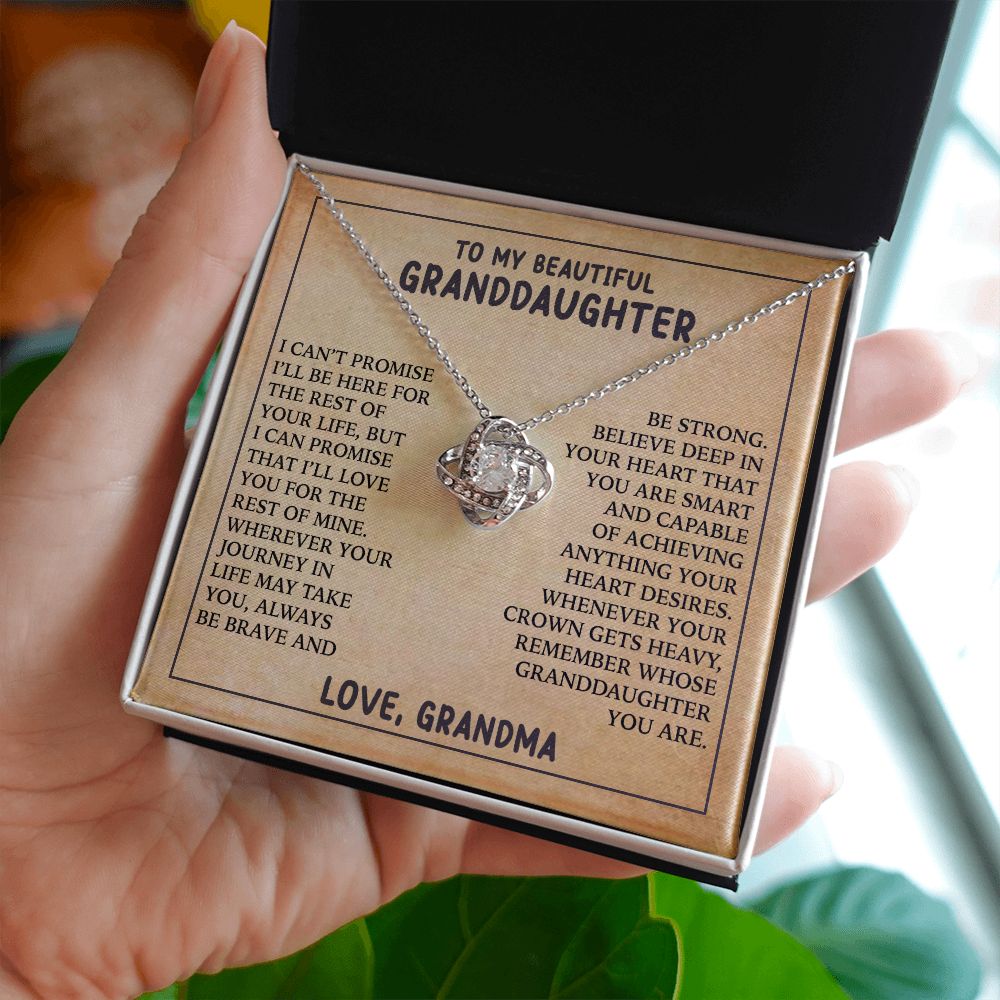 TO MY BEAUTIFUL
GRANDDAUGHTER
I CAN'T PROMISE
I'LL BE HERE FOR
THE REST OF
YOUR LIFE, BUT
I CAN PROMISE
THAT I'LL LOVE
YOU FOR THE
REST OF MINE.
WHEREVER YOUR
JOURNEY IN
LIFE MAY TAKE
YOU, ALWAYS
BE BRAVE AND
BE STRONG.
BELIEVE DEEP IN
YOUR HEART THAT
YOU ARE SMART
AND CAPABLE
OF ACHIEVING
ANYTHING YOUR
HEART DESIRES.
WHENEVER YOUR
CROWN GETS HEAVY,
REMEMBER WHOSE
GRANDDAUGHTER
YOU ARE.
LOVE, GRANDMA